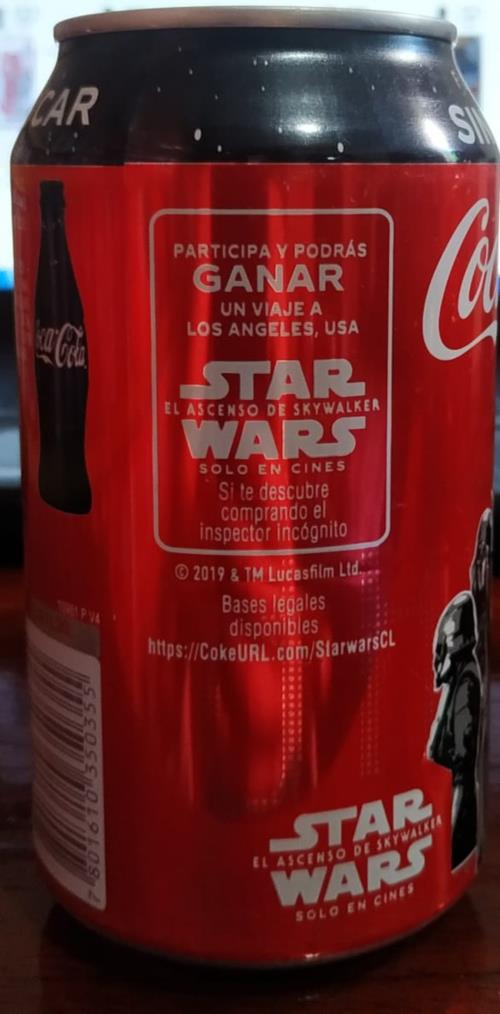 CAR
SIN
PARTICIPA Y PODRÁS
GANAR
UN VIAJE A
LOS ANGELES, USA
STAR
EL ASCENSO DE SKYWALKER
WARS
SOLO EN CINES
Si te descubre
comprando el
inspector incógnito
© 2019 & TM Lucasfilm Ltd.
Bases legales
disponibles
https://CokeURL.com/StarwarsCL
Coca-Cola
7801610350355
STAR
EL ASCENSO DE SKYWALKER
WARS
SOLO EN CINES